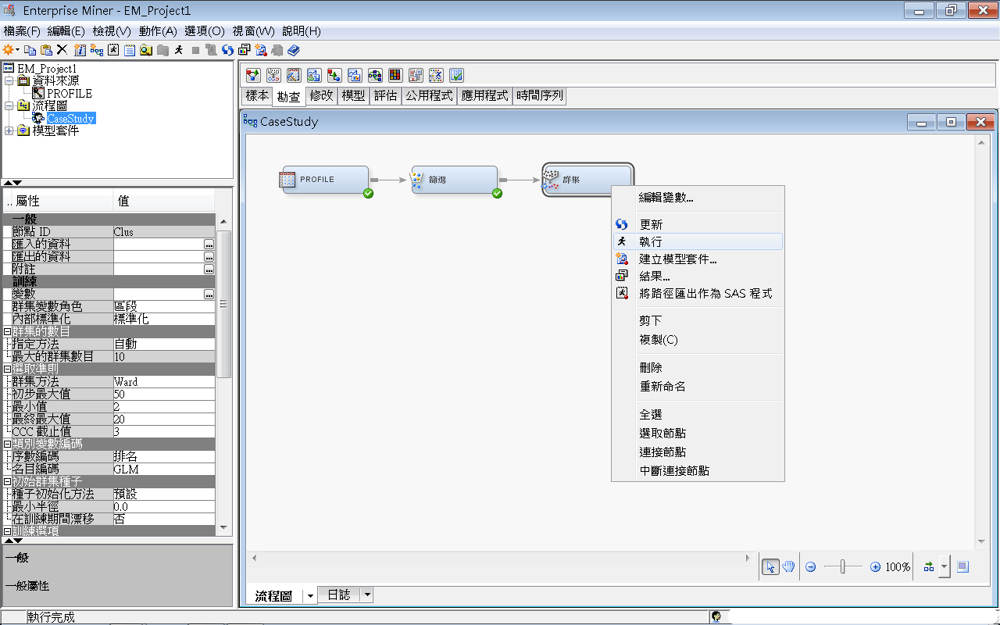 Enterprise Miner - EM_Project1
檔案(F) 編輯(E) 檢視(V) 動作(A) 選項(O) 視窗(W) 說明(H)
EM_Project1
資料來源
PROFILE
流程圖
CaseStudy
模型套件
樣本 勘查 修改 模型 評估 公用程式 應用程式 時間序列
CaseStudy
PROFILE
篩選
群集
編輯變數...
更新
執行
建立模型套件...
結果...
將路徑匯出作為 SAS 程式
剪下
複製(C)
刪除
重新命名
全選
選取節點
連接節點
中斷連接節點
.. 屬性 值
一般
節點 ID Clus
匯入的資料 ...
匯出的資料 ...
附註 ...
訓練
變數 ...
群集變數角色 區段
內部標準化 標準化
群集的數目
指定方法 自動
最大的群集數目 10
選取準則
群集方法 Ward
初步最大值 50
最小值 2
最終最大值 20
CCC 截止值 3
類別變數編碼
序數編碼 排名
名目編碼 GLM
初始群集種子
種子初始化方法 預設
最小半徑 0.0
在訓練期間漂移 否
訓練選項
一般
一般屬性
100%
流程圖 日誌
執行完成